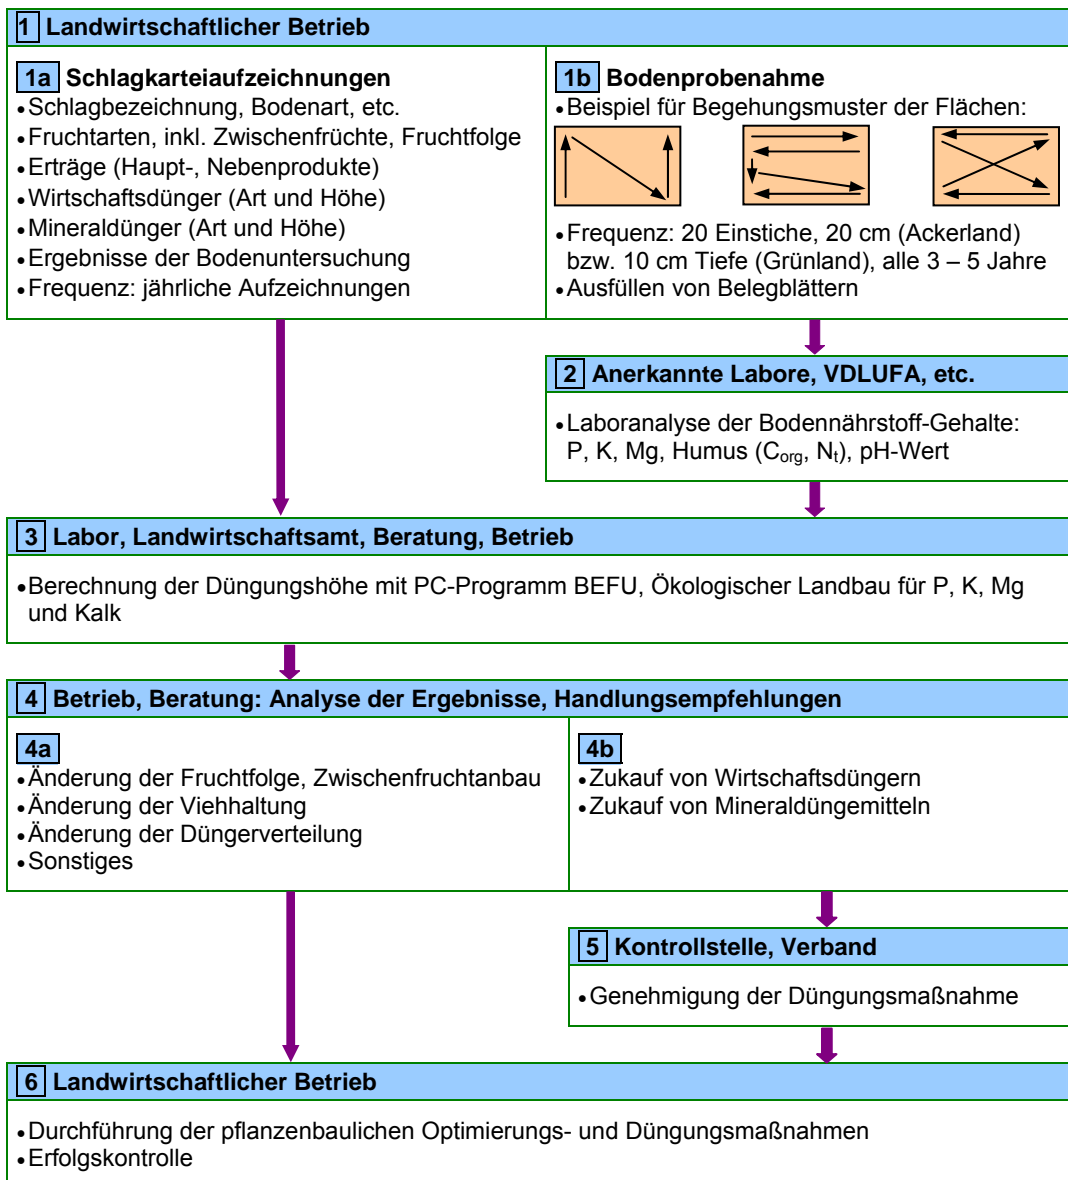 1 Landwirtschaftlicher Betrieb
1a Schlagkarteiaufzeichnungen
•Schlagbezeichnung, Bodenart, etc.
•Fruchtarten, inkl. Zwischenfrüchte, Fruchtfolge
•Erträge (Haupt-, Nebenprodukte)
•Wirtschaftsdünger (Art und Höhe)
•Mineraldünger (Art und Höhe)
•Ergebnisse der Bodenuntersuchung
•Frequenz: jährliche Aufzeichnungen
1b Bodenprobenahme
•Beispiel für Begehungsmuster der Flächen:
•Frequenz: 20 Einstiche, 20 cm (Ackerland)
bzw. 10 cm Tiefe (Grünland), alle 3 – 5 Jahre
•Ausfüllen von Belegblättern
2 Anerkannte Labore, VDLUFA, etc.
•Laboranalyse der Bodennährstoff-Gehalte:
P, K, Mg, Humus (Corg, Nt), pH-Wert
3 Labor, Landwirtschaftsamt, Beratung, Betrieb
•Berechnung der Düngungshöhe mit PC-Programm BEFU, Ökologischer Landbau für P, K, Mg
und Kalk
4 Betrieb, Beratung: Analyse der Ergebnisse, Handlungsempfehlungen
4a
•Änderung der Fruchtfolge, Zwischenfruchtanbau
•Änderung der Viehhaltung
•Änderung der Düngerverteilung
•Sonstiges
4b
•Zukauf von Wirtschaftsdüngern
•Zukauf von Mineraldüngemitteln
5 Kontrollstelle, Verband
•Genehmigung der Düngungsmaßnahme
6 Landwirtschaftlicher Betrieb
•Durchführung der pflanzenbaulichen Optimierungs- und Düngungsmaßnahmen
•Erfolgskontrolle